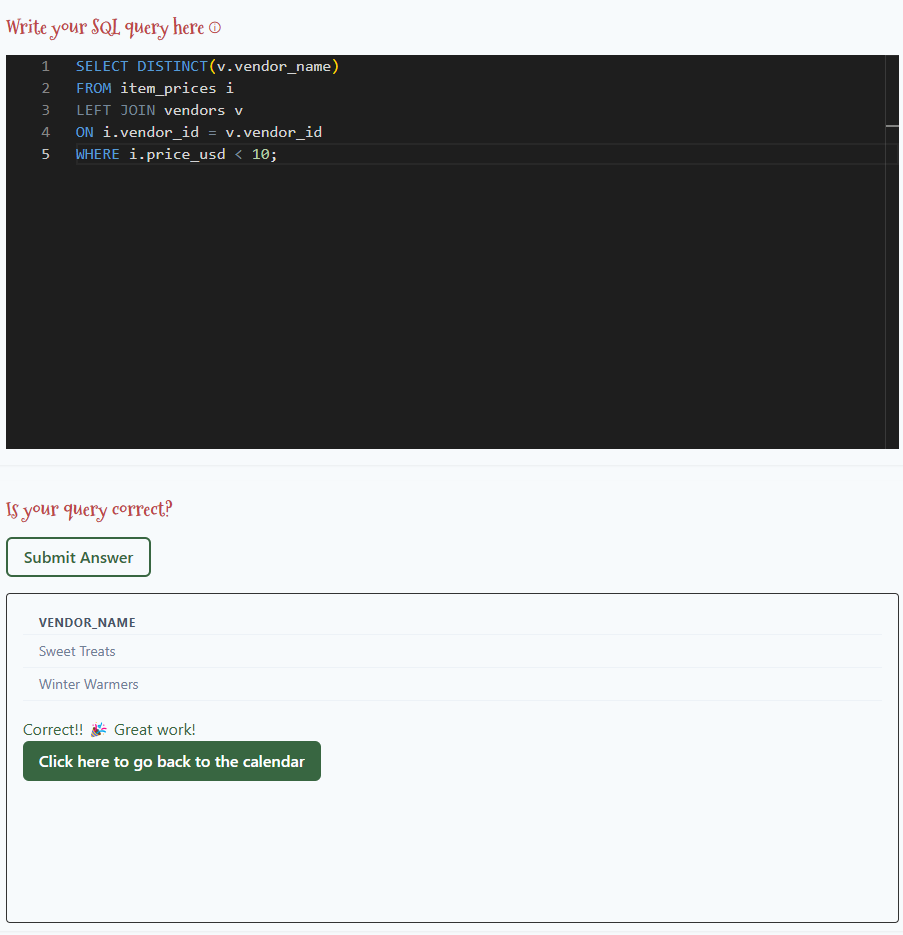 Write your SQL query here ⓘ
1 SELECT DISTINCT(v.vendor_name)
2 FROM item_prices i
3 LEFT JOIN vendors v
4 ON i.vendor_id = v.vendor_id
5 WHERE i.price_usd < 10;
Is your query correct?
Submit Answer
VENDOR_NAME
Sweet Treats
Winter Warmers
Correct!! 🎉 Great work!
Click here to go back to the calendar